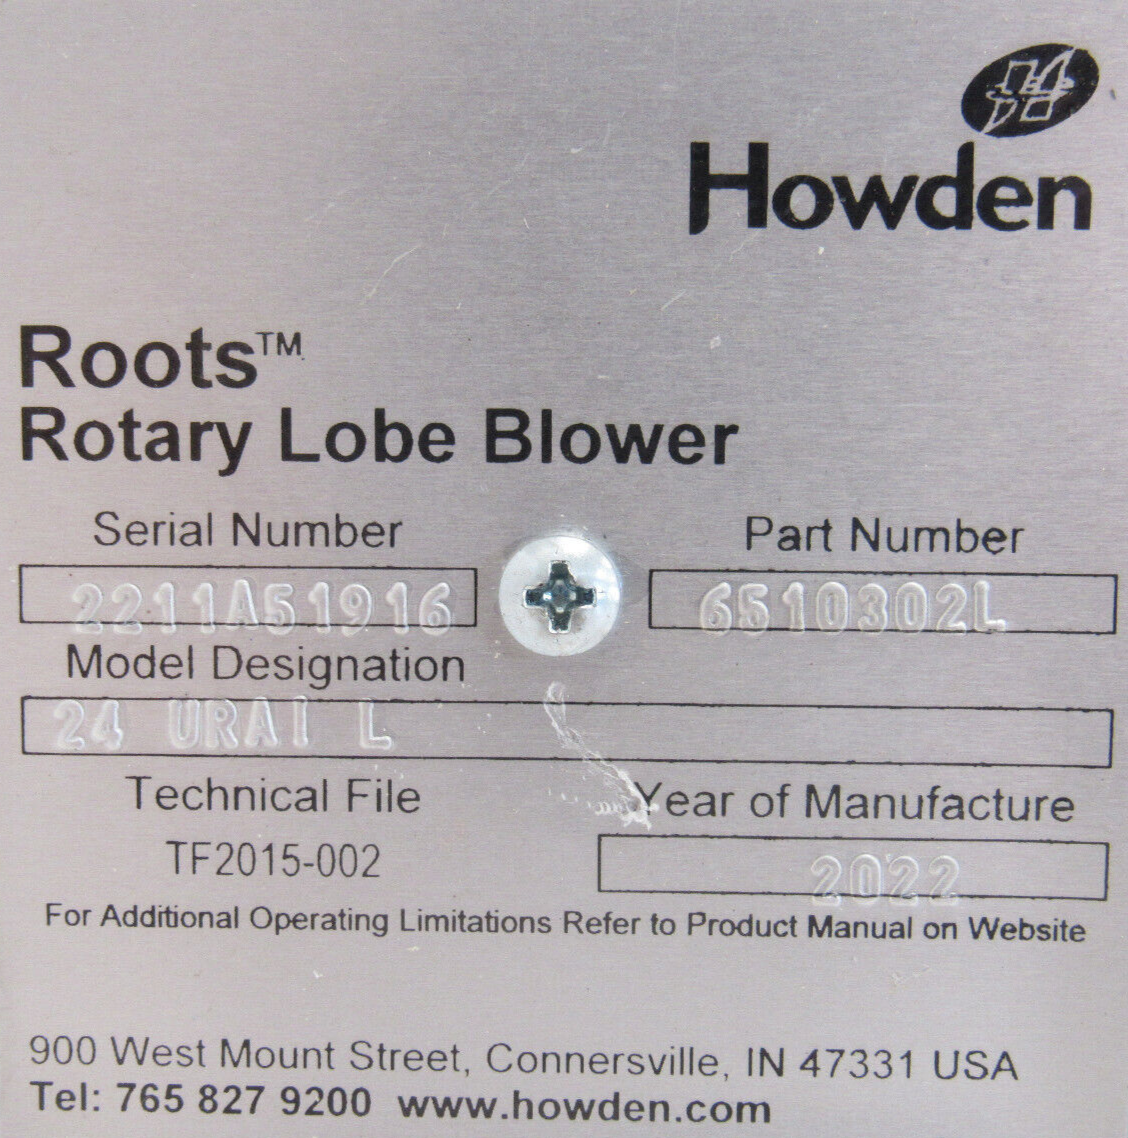 Howden
Roots™
Rotary Lobe Blower
Serial Number Part Number
2211A51916 6510302L
Model Designation
24 URAI L
Technical File Year of Manufacture
TF2015-002 2022
For Additional Operating Limitations Refer to Product Manual on Website
900 West Mount Street, Connersville, IN 47331 USA
Tel: 765 827 9200 www.howden.com